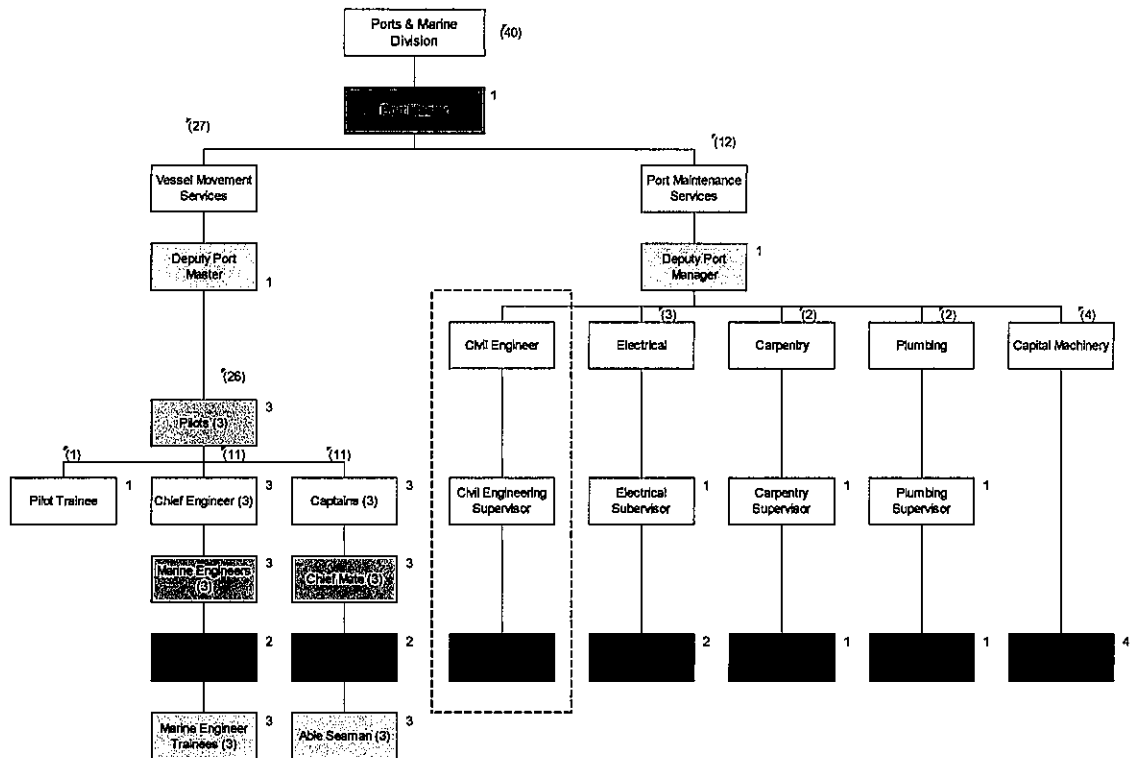 Ports & Marine
Division
(40)
1
(27)
(12)
Vessel Movement
Services
Port Maintenance
Services
Deputy Port
Master
1
Deputy Port
Manager
1
(3)
(2)
(2)
(4)
Civil Engineer
Electrical
Carpentry
Plumbing
Capital Machinery
(26)
Pilots (3)
3
(1)
(11)
(11)
Pilot Trainee
1
Chief Engineer (3)
3
Captains (3)
3
Civil Engineering
Supervisor
Electrical
Subervisor
1
Carpentry
Supervisor
1
Plumbing
Supervisor
1
Marine Engineers
(3)
3
Chief Mate (3)
3
2
2
2
1
1
4
Marine Engineer
Trainees (3)
3
Able Seaman (3)
3